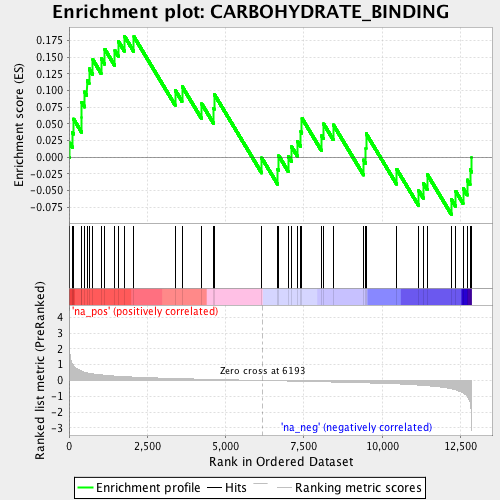 Enrichment plot: CARBOHYDRATE_BINDING
Enrichment score (ES)
0.175
0.150
0.125
0.100
0.075
0.050
0.025
0.000
-0.025
-0.050
-0.075
'na_pos' (positively correlated)
Ranked list metric (PreRanked)
4
3
2
1
0
-1
-2
-3
Zero cross at 6193
'na_neg' (negatively correlated)
0
2,500
5,000
7,500
10,000
12,500
Rank in Ordered Dataset
Enrichment profile
Hits
Ranking metric scores